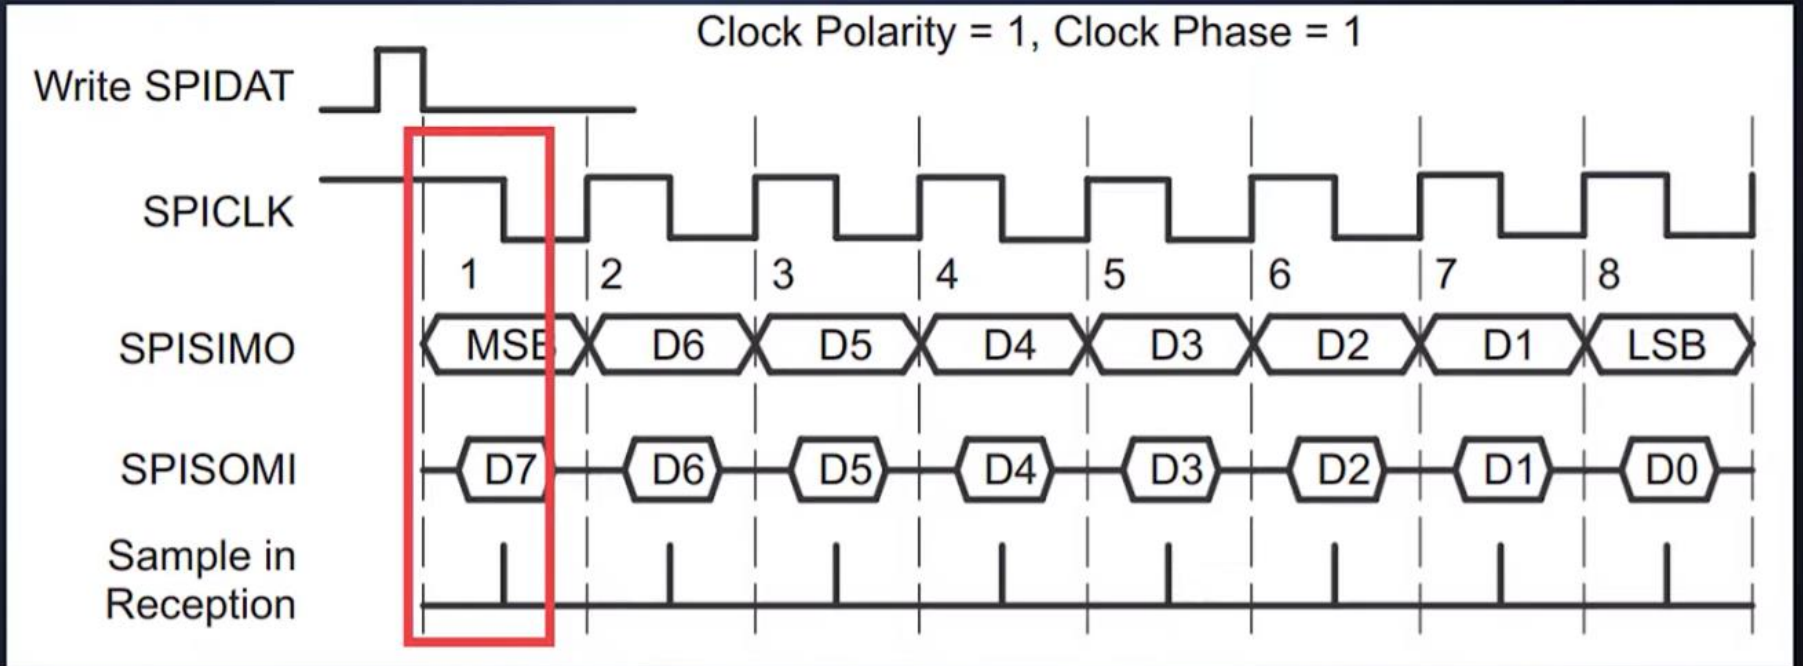 Clock Polarity = 1, Clock Phase = 1
Write SPIDAT
SPICLK
1 2 3 4 5 6 7 8
SPISIMO MSB D6 D5 D4 D3 D2 D1 LSB
SPISOMI D7 D6 D5 D4 D3 D2 D1 D0
Sample in
Reception